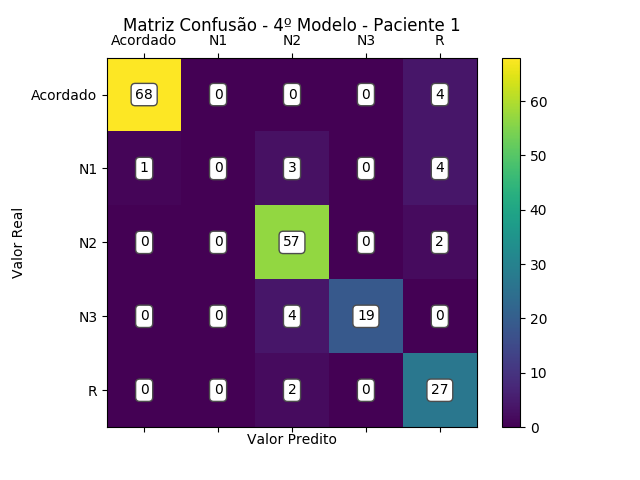 Matriz Confusão - 4º Modelo - Paciente 1
Acordado N1 N2 N3 R
Acordado 68 0 0 0 4
N1 1 0 3 0 4
N2 0 0 57 0 2
N3 0 0 4 19 0
R 0 0 2 0 27
Valor Real
Valor Predito
60
50
40
30
20
10
0